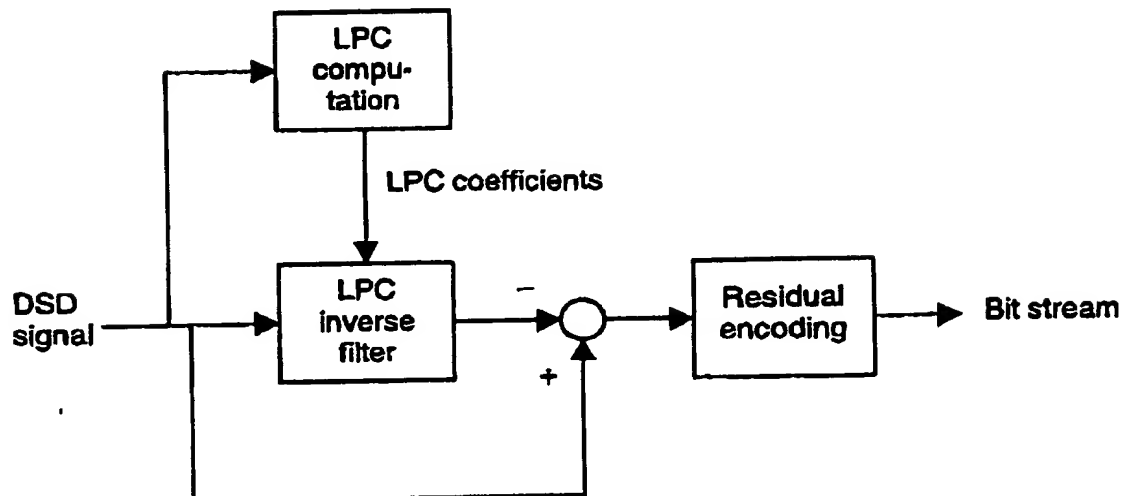 LPC
compu-
tation
LPC coefficients
DSD
signal
LPC
inverse
filter
−
+
Residual
encoding
Bit stream